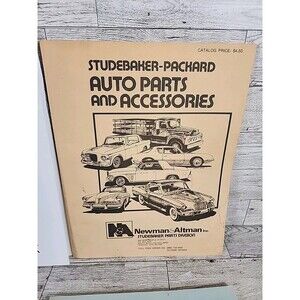 CATALOG PRICE: $4.50
STUDEBAKER-PACKARD
AUTO PARTS
AND ACCESSORIES
Newman & Altman Inc.
STUDEBAKER PARTS DIVISION